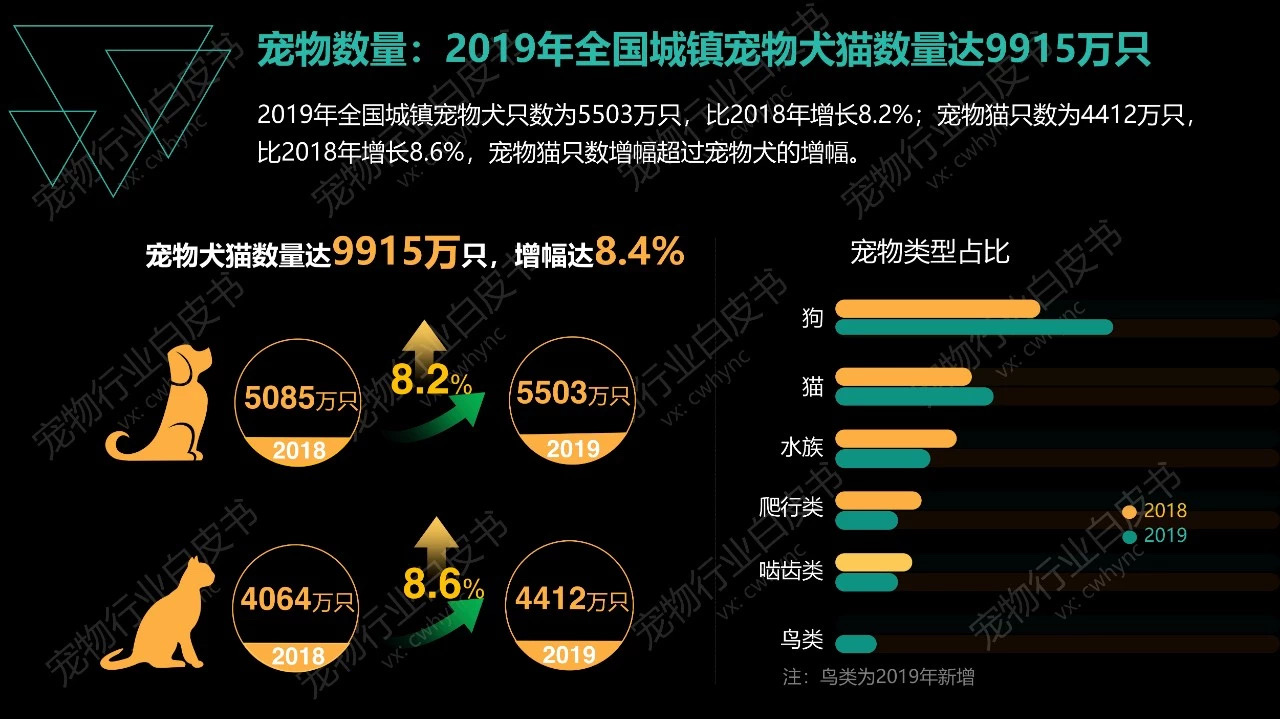 宠物数量：2019年全国城镇宠物犬猫数量达9915万只
2019年全国城镇宠物犬只数为5503万只，比2018年增长8.2%；宠物猫只数为4412万只，
比2018年增长8.6%，宠物猫只数增幅超过宠物犬的增幅。
宠物犬猫数量达9915万只，增幅达8.4%
5085万只
2018
8.2%
5503万只
2019
4064万只
2018
8.6%
4412万只
2019
宠物类型占比
狗
猫
水族
爬行类
啮齿类
鸟类
2018
2019
注：鸟类为2019年新增
宠物行业白皮书
vx: cwhync